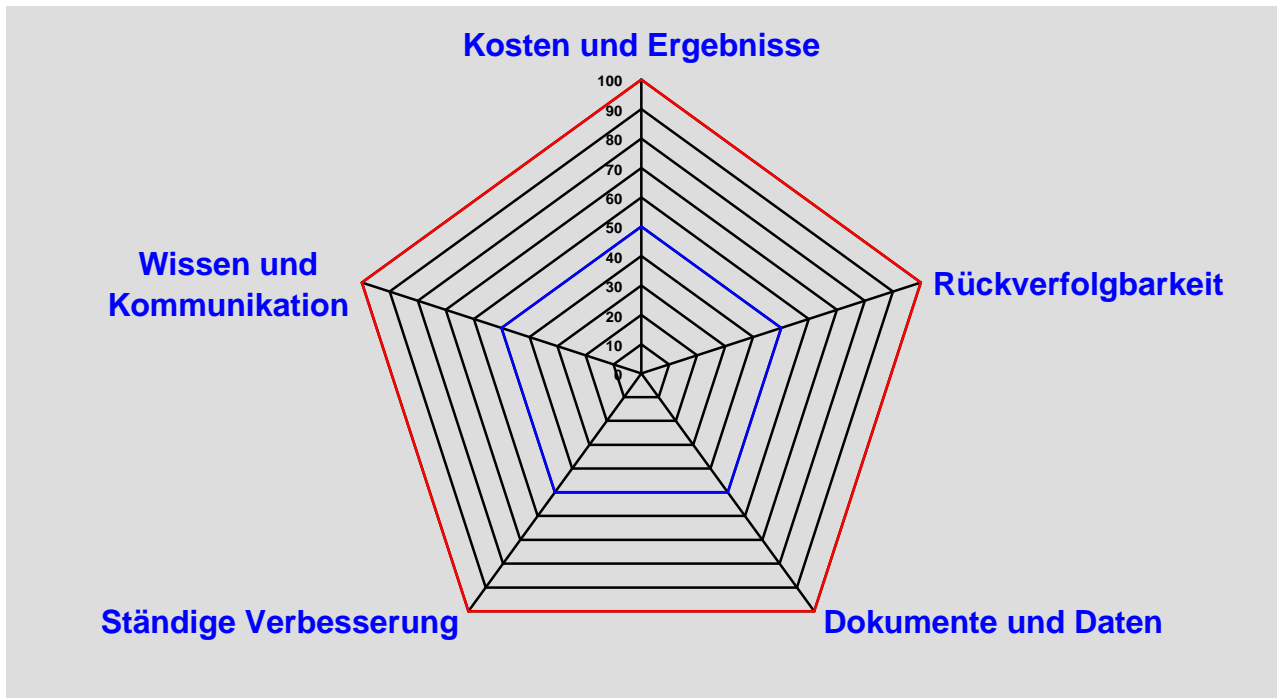 Kosten und Ergebnisse
100
90
80
70
60
50
40
30
20
10
0
Wissen und
Kommunikation
Rückverfolgbarkeit
Ständige Verbesserung
Dokumente und Daten